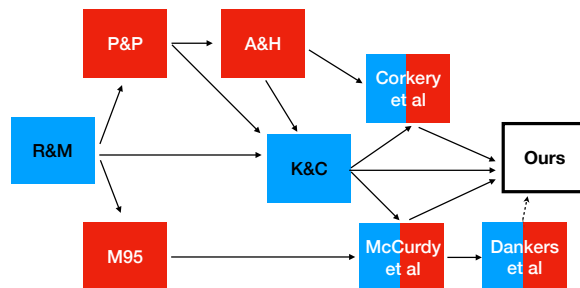 P&P
A&H
Corkery
et al
R&M
K&C
Ours
M95
McCurdy
et al
Dankers
et al